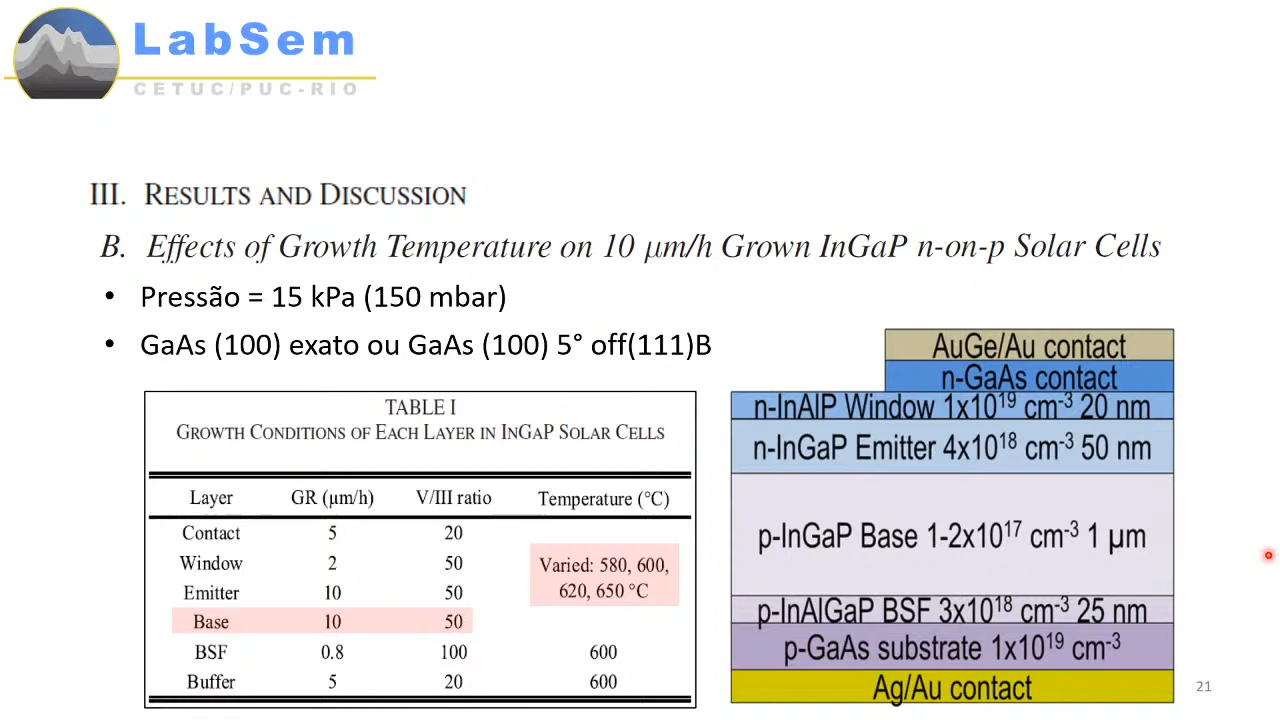 LabSem
CETUC/PUC-RIO
III. RESULTS AND DISCUSSION
B. Effects of Growth Temperature on 10 μm/h Grown InGaP n-on-p Solar Cells
• Pressão = 15 kPa (150 mbar)
• GaAs (100) exato ou GaAs (100) 5° off(111)B
TABLE I
GROWTH CONDITIONS OF EACH LAYER IN INGAP SOLAR CELLS
Layer GR (μm/h) V/III ratio Temperature (°C)
Contact 5 20
Window 2 50
Emitter 10 50
Base 10 50
Varied: 580, 600,
620, 650 °C
BSF 0.8 100 600
Buffer 5 20 600
AuGe/Au contact
n-GaAs contact
n-InAlP Window 1x10¹⁹ cm⁻³ 20 nm
n-InGaP Emitter 4x10¹⁸ cm⁻³ 50 nm
p-InGaP Base 1-2x10¹⁷ cm⁻³ 1 μm
p-InAlGaP BSF 3x10¹⁸ cm⁻³ 25 nm
p-GaAs substrate 1x10¹⁹ cm⁻³
Ag/Au contact
21